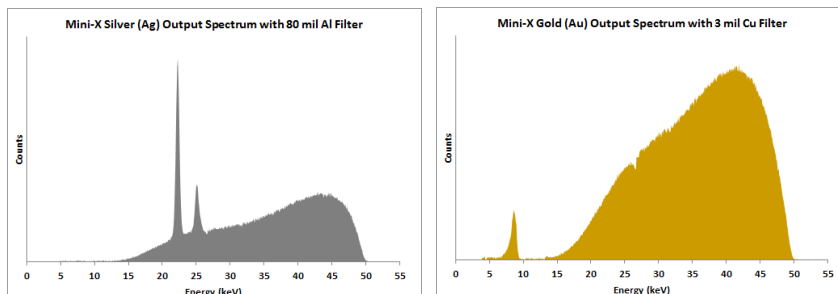 Mini-X Silver (Ag) Output Spectrum with 80 mil Al Filter
Counts
0 5 10 15 20 25 30 35 40 45 50 55
Energy (keV)
Mini-X Gold (Au) Output Spectrum with 3 mil Cu Filter
Counts
0 5 10 15 20 25 30 35 40 45 50 55
Energy (keV)